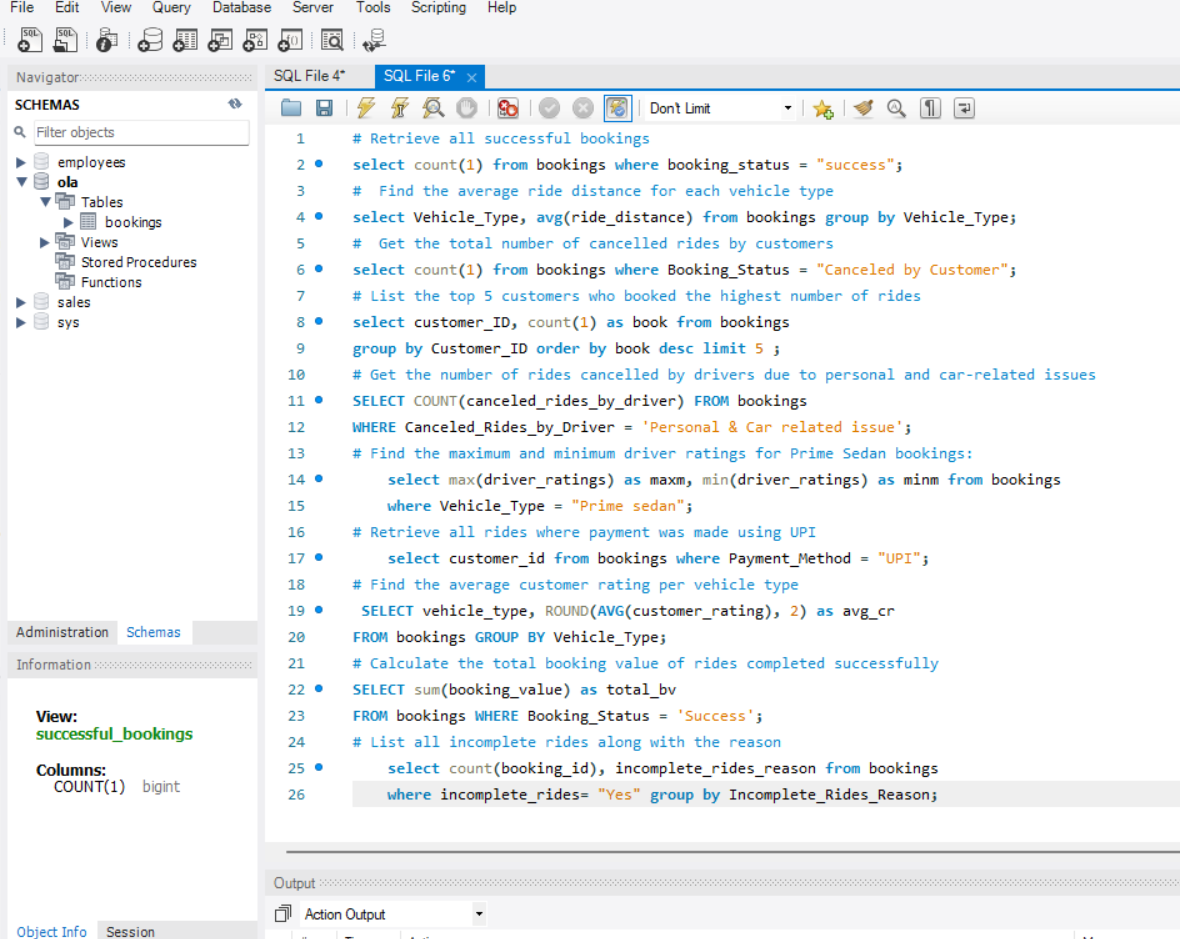 File Edit View Query Database Server Tools Scripting Help
Navigator
SCHEMAS
Filter objects
employees
ola
Tables
bookings
Views
Stored Procedures
Functions
sales
sys
Administration Schemas
Information
View:
successful_bookings
Columns:
COUNT(1) bigint
Object Info Session
SQL File 4* SQL File 6*
Don't Limit
1 # Retrieve all successful bookings
2 select count(1) from bookings where booking_status = "success";
3 # Find the average ride distance for each vehicle type
4 select Vehicle_Type, avg(ride_distance) from bookings group by Vehicle_Type;
5 # Get the total number of cancelled rides by customers
6 select count(1) from bookings where Booking_Status = "Canceled by Customer";
7 # List the top 5 customers who booked the highest number of rides
8 select customer_ID, count(1) as book from bookings
9 group by Customer_ID order by book desc limit 5 ;
10 # Get the number of rides cancelled by drivers due to personal and car-related issues
11 SELECT COUNT(canceled_rides_by_driver) FROM bookings
12 WHERE Canceled_Rides_by_Driver = 'Personal & Car related issue';
13 # Find the maximum and minimum driver ratings for Prime Sedan bookings:
14 select max(driver_ratings) as maxm, min(driver_ratings) as minm from bookings
15 where Vehicle_Type = "Prime sedan";
16 # Retrieve all rides where payment was made using UPI
17 select customer_id from bookings where Payment_Method = "UPI";
18 # Find the average customer rating per vehicle type
19 SELECT vehicle_type, ROUND(AVG(customer_rating), 2) as avg_cr
20 FROM bookings GROUP BY Vehicle_Type;
21 # Calculate the total booking value of rides completed successfully
22 SELECT sum(booking_value) as total_bv
23 FROM bookings WHERE Booking_Status = 'Success';
24 # List all incomplete rides along with the reason
25 select count(booking_id), incomplete_rides_reason from bookings
26 where incomplete_rides= "Yes" group by Incomplete_Rides_Reason;
Output
Action Output